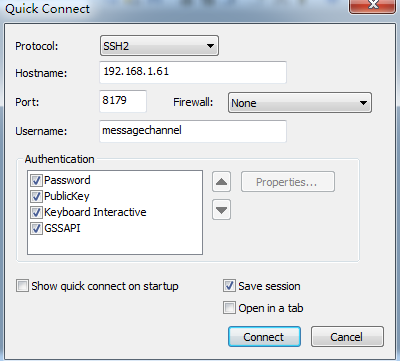 Quick Connect
Protocol: SSH2
Hostname: 192.168.1.61
Port: 8179 Firewall: None
Username: messagechannel
Authentication
Password
PublicKey
Keyboard Interactive
GSSAPI
Properties...
Show quick connect on startup
Save session
Open in a tab
Connect Cancel